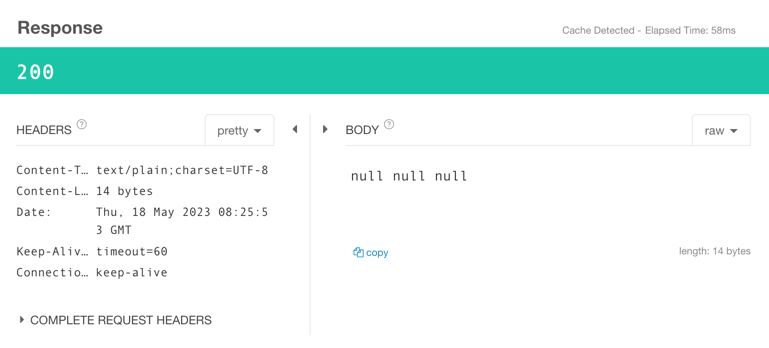 Response
Cache Detected - Elapsed Time: 58ms
200
HEADERS ?
pretty
Content-T… text/plain;charset=UTF-8
Content-L… 14 bytes
Date: Thu, 18 May 2023 08:25:5
3 GMT
Keep-Aliv… timeout=60
Connectio… keep-alive
COMPLETE REQUEST HEADERS
BODY ?
raw
null null null
copy
length: 14 bytes